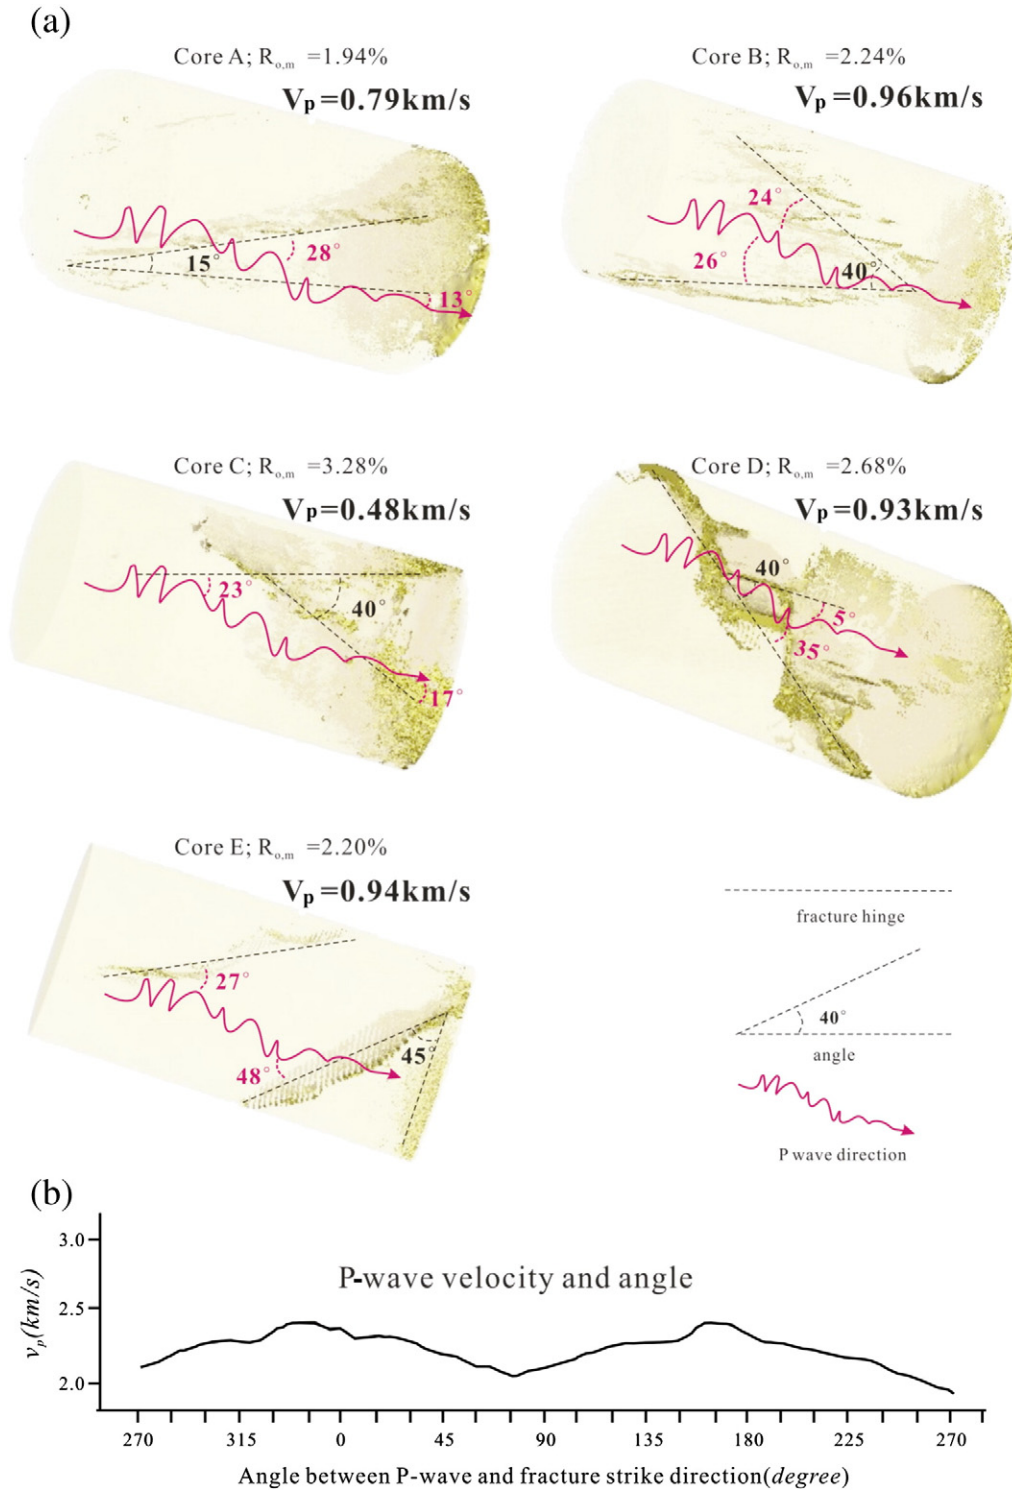 (a)
Core A; Ro,m =1.94%
Vp=0.79km/s
28°
15°
13°
Core B; Ro,m =2.24%
Vp=0.96km/s
24°
26°
40°
Core C; Ro,m =3.28%
Vp=0.48km/s
23°
40°
17°
Core D; Ro,m =2.68%
Vp=0.93km/s
40°
5°
35°
Core E; Ro,m =2.20%
Vp=0.94km/s
27°
45°
48°
fracture hinge
40°
angle
P wave direction
(b)
P-wave velocity and angle
vp(km/s)
3.0
2.5
2.0
270 315 0 45 90 135 180 225 270
Angle between P-wave and fracture strike direction(degree)